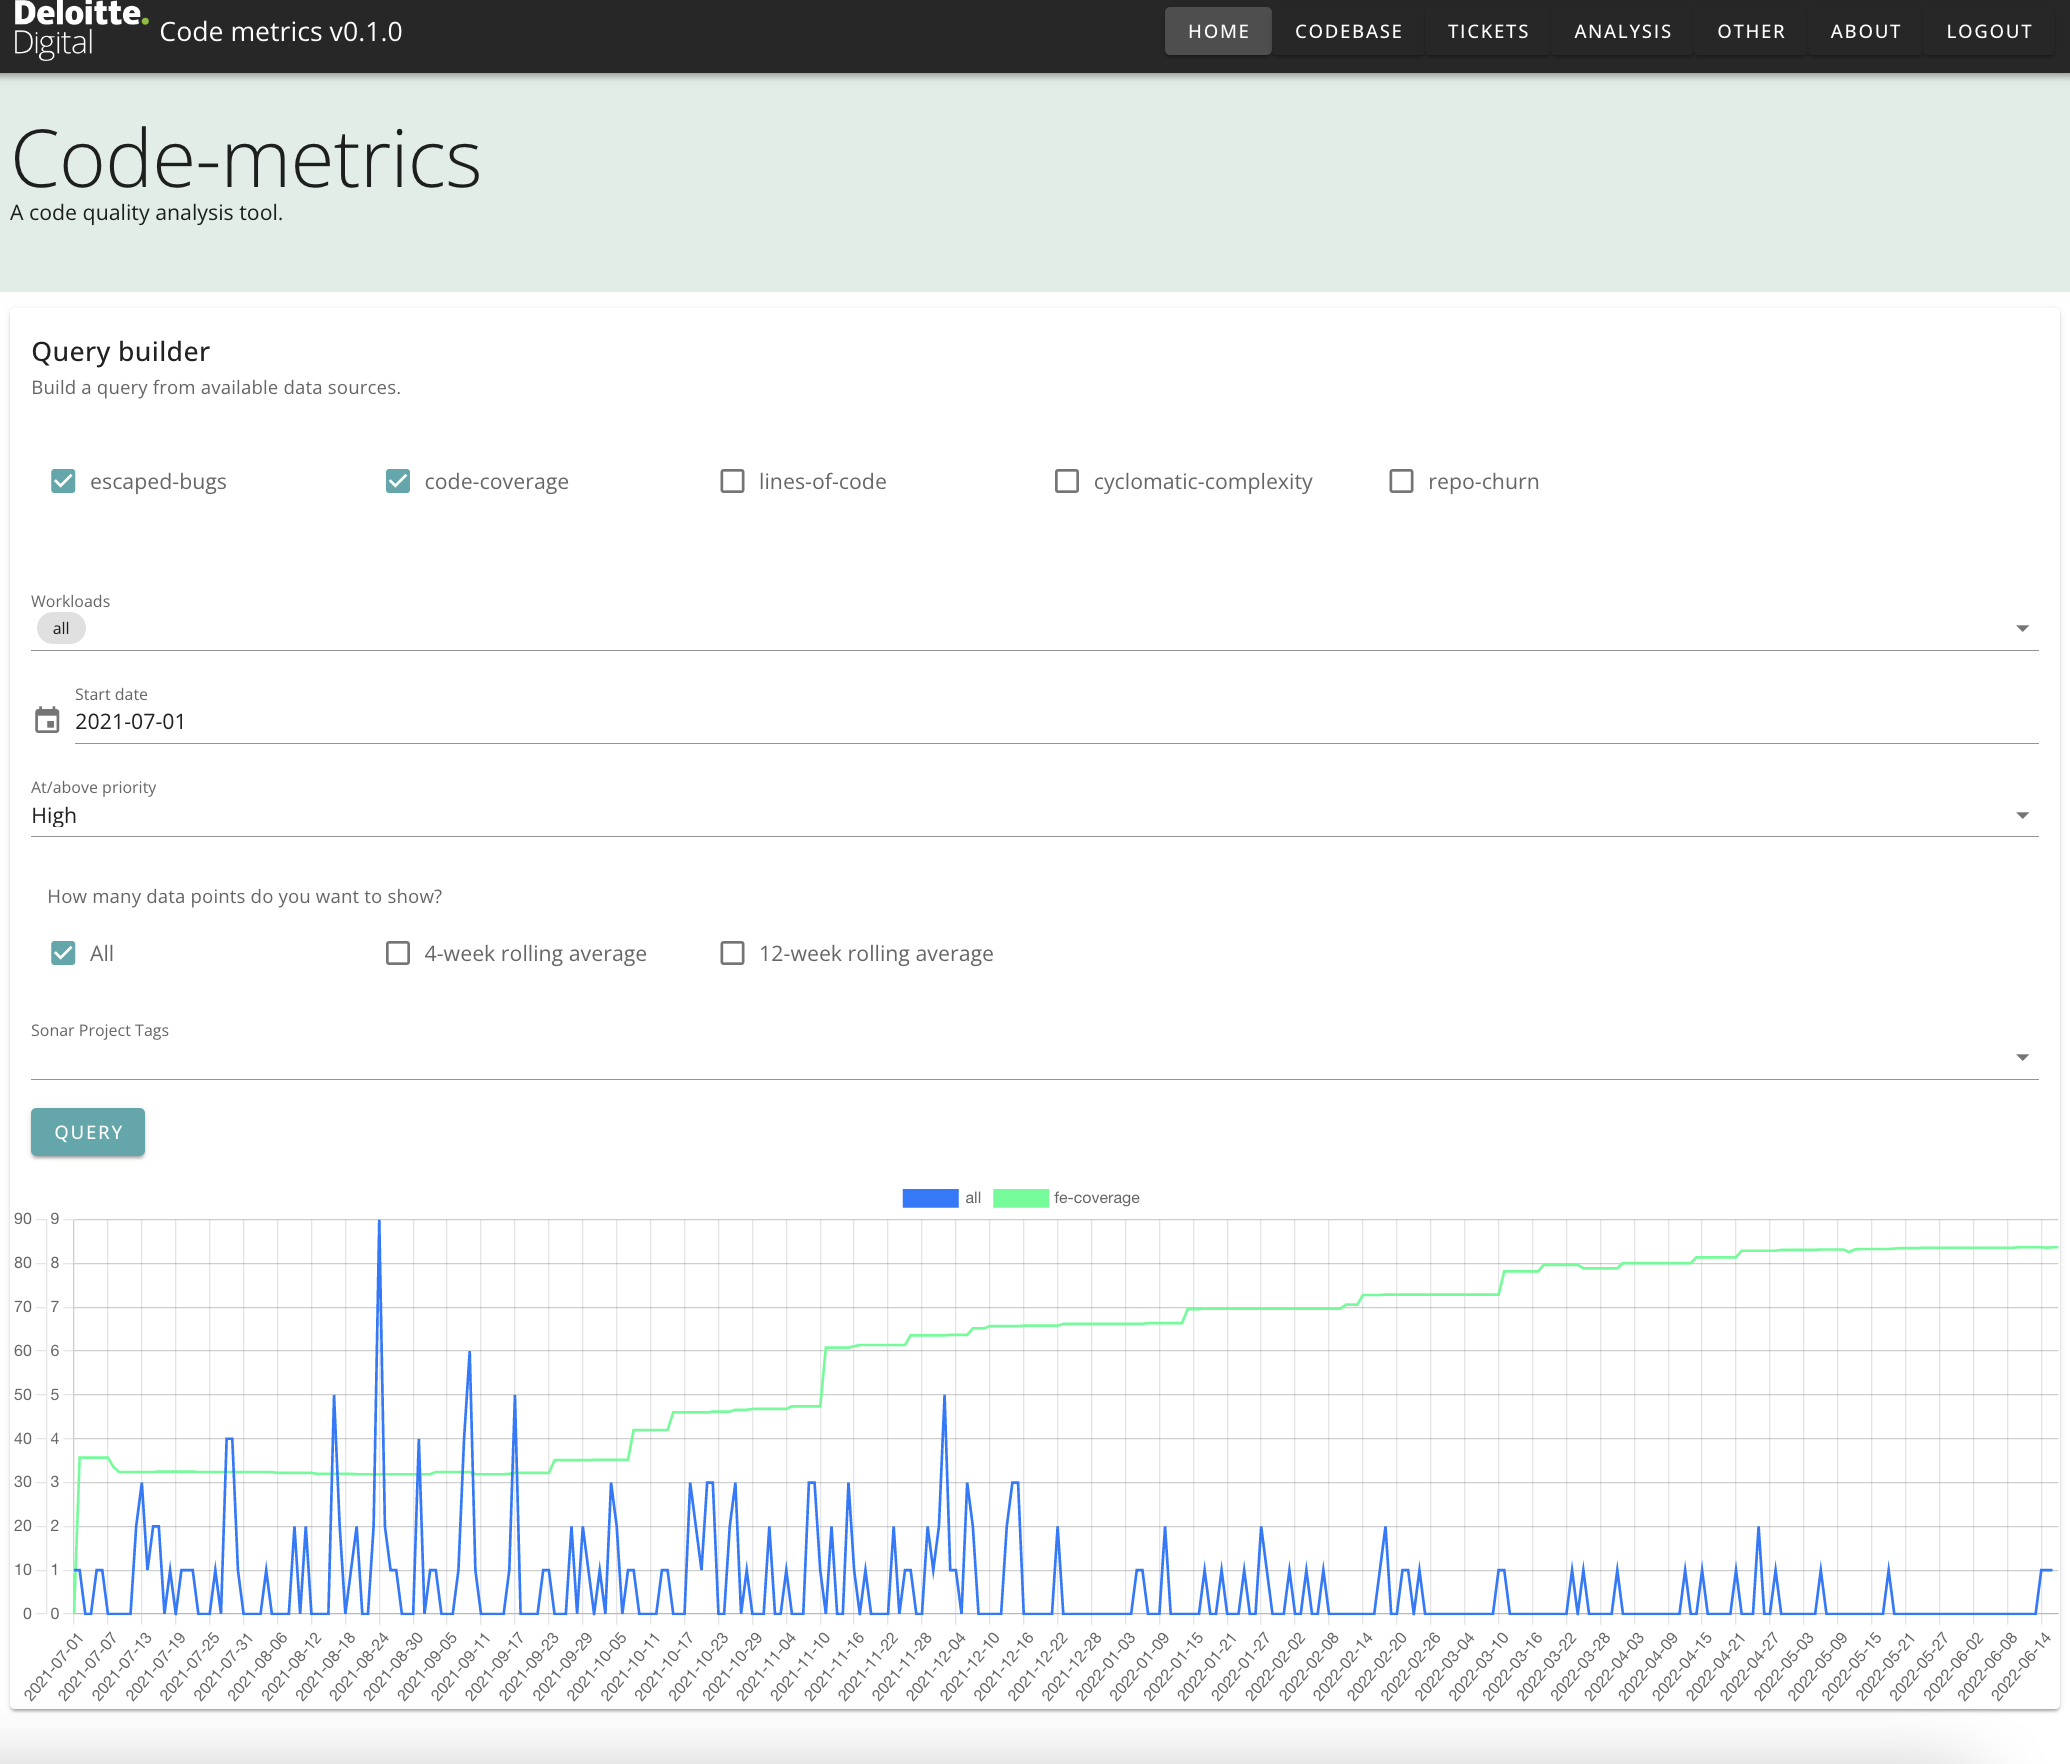 Deloitte.
Digital
Code metrics v0.1.0
HOME
CODEBASE
TICKETS
ANALYSIS
OTHER
ABOUT
LOGOUT
Code-metrics
A code quality analysis tool.
Query builder
Build a query from available data sources.
escaped-bugs
code-coverage
lines-of-code
cyclomatic-complexity
repo-churn
Workloads
all
Start date
2021-07-01
At/above priority
High
How many data points do you want to show?
All
4-week rolling average
12-week rolling average
Sonar Project Tags
QUERY
all
fe-coverage
90 9
80 8
70 7
60 6
50 5
40 4
30 3
20 2
10 1
0 0
2021-07-01
2021-07-07
2021-07-13
2021-07-19
2021-07-25
2021-07-31
2021-08-06
2021-08-12
2021-08-18
2021-08-24
2021-08-30
2021-09-05
2021-09-11
2021-09-17
2021-09-23
2021-09-29
2021-10-05
2021-10-11
2021-10-17
2021-10-23
2021-10-29
2021-11-04
2021-11-10
2021-11-16
2021-11-22
2021-11-28
2021-12-04
2021-12-10
2021-12-16
2021-12-22
2021-12-28
2022-01-03
2022-01-09
2022-01-15
2022-01-21
2022-01-27
2022-02-02
2022-02-08
2022-02-14
2022-02-20
2022-02-26
2022-03-04
2022-03-10
2022-03-16
2022-03-22
2022-03-28
2022-04-03
2022-04-09
2022-04-15
2022-04-21
2022-04-27
2022-05-03
2022-05-09
2022-05-15
2022-05-21
2022-05-27
2022-06-02
2022-06-08
2022-06-14